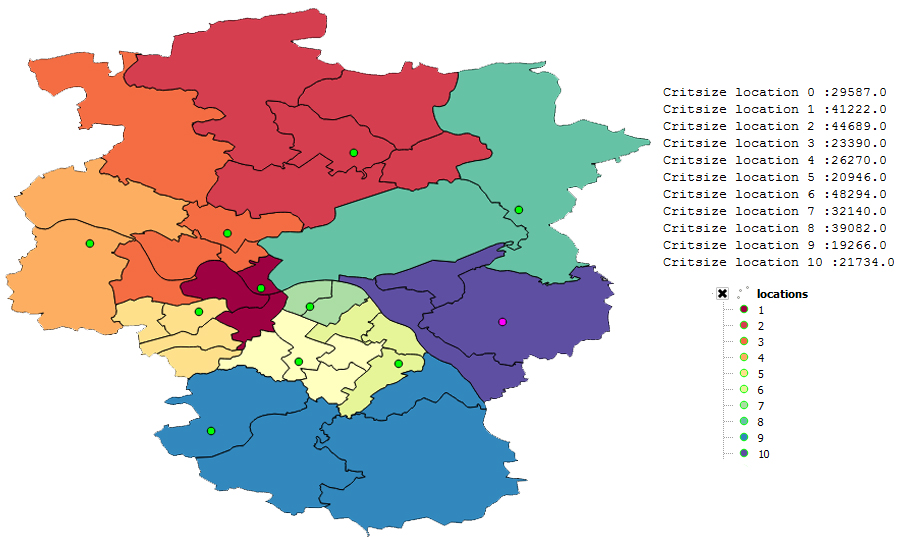 Critsize location 0 :29587.0
Critsize location 1 :41222.0
Critsize location 2 :44689.0
Critsize location 3 :23390.0
Critsize location 4 :26270.0
Critsize location 5 :20946.0
Critsize location 6 :48294.0
Critsize location 7 :32140.0
Critsize location 8 :39082.0
Critsize location 9 :19266.0
Critsize location 10 :21734.0
locations
1
2
3
4
5
6
7
8
9
10